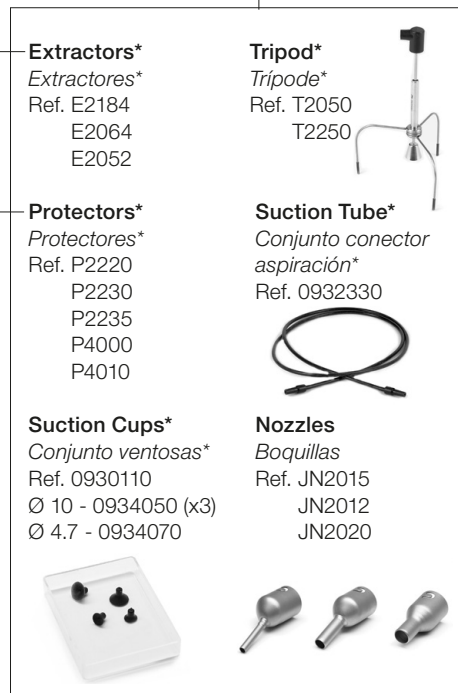 Extractors*
Extractores*
Ref. E2184
E2064
E2052
Tripod*
Trípode*
Ref. T2050
T2250
Protectors*
Protectores*
Ref. P2220
P2230
P2235
P4000
P4010
Suction Tube*
Conjunto conector
aspiración*
Ref. 0932330
Suction Cups*
Conjunto ventosas*
Ref. 0930110
Ø 10 - 0934050 (x3)
Ø 4.7 - 0934070
Nozzles
Boquillas
Ref. JN2015
JN2012
JN2020